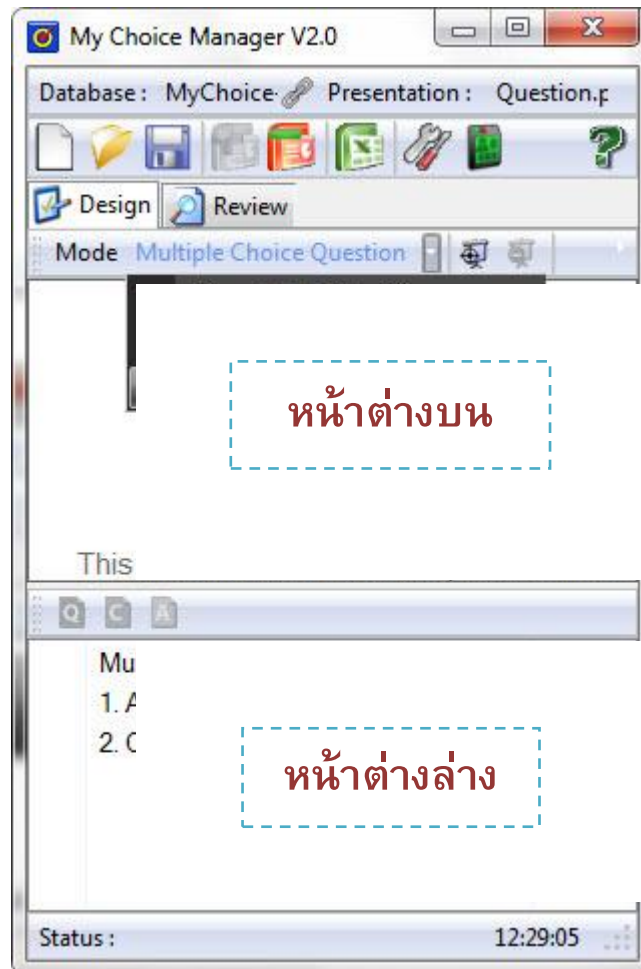 My Choice Manager V2.0
Database : MyChoice Presentation : Question.p
Design Review
Mode Multiple Choice Question
หน้าต่างบน
This
Q C A
Mu
1. A
2. C
หน้าต่างล่าง
Status : 12:29:05